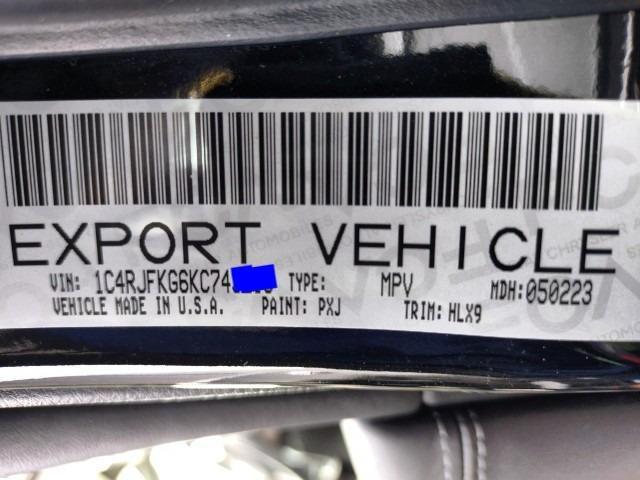 EXPORT VEHICLE
VIN: 1C4RJFKG6KC74 TYPE: MPV MDH:050223
VEHICLE MADE IN U.S.A. PAINT: PXJ TRIM: HLX9